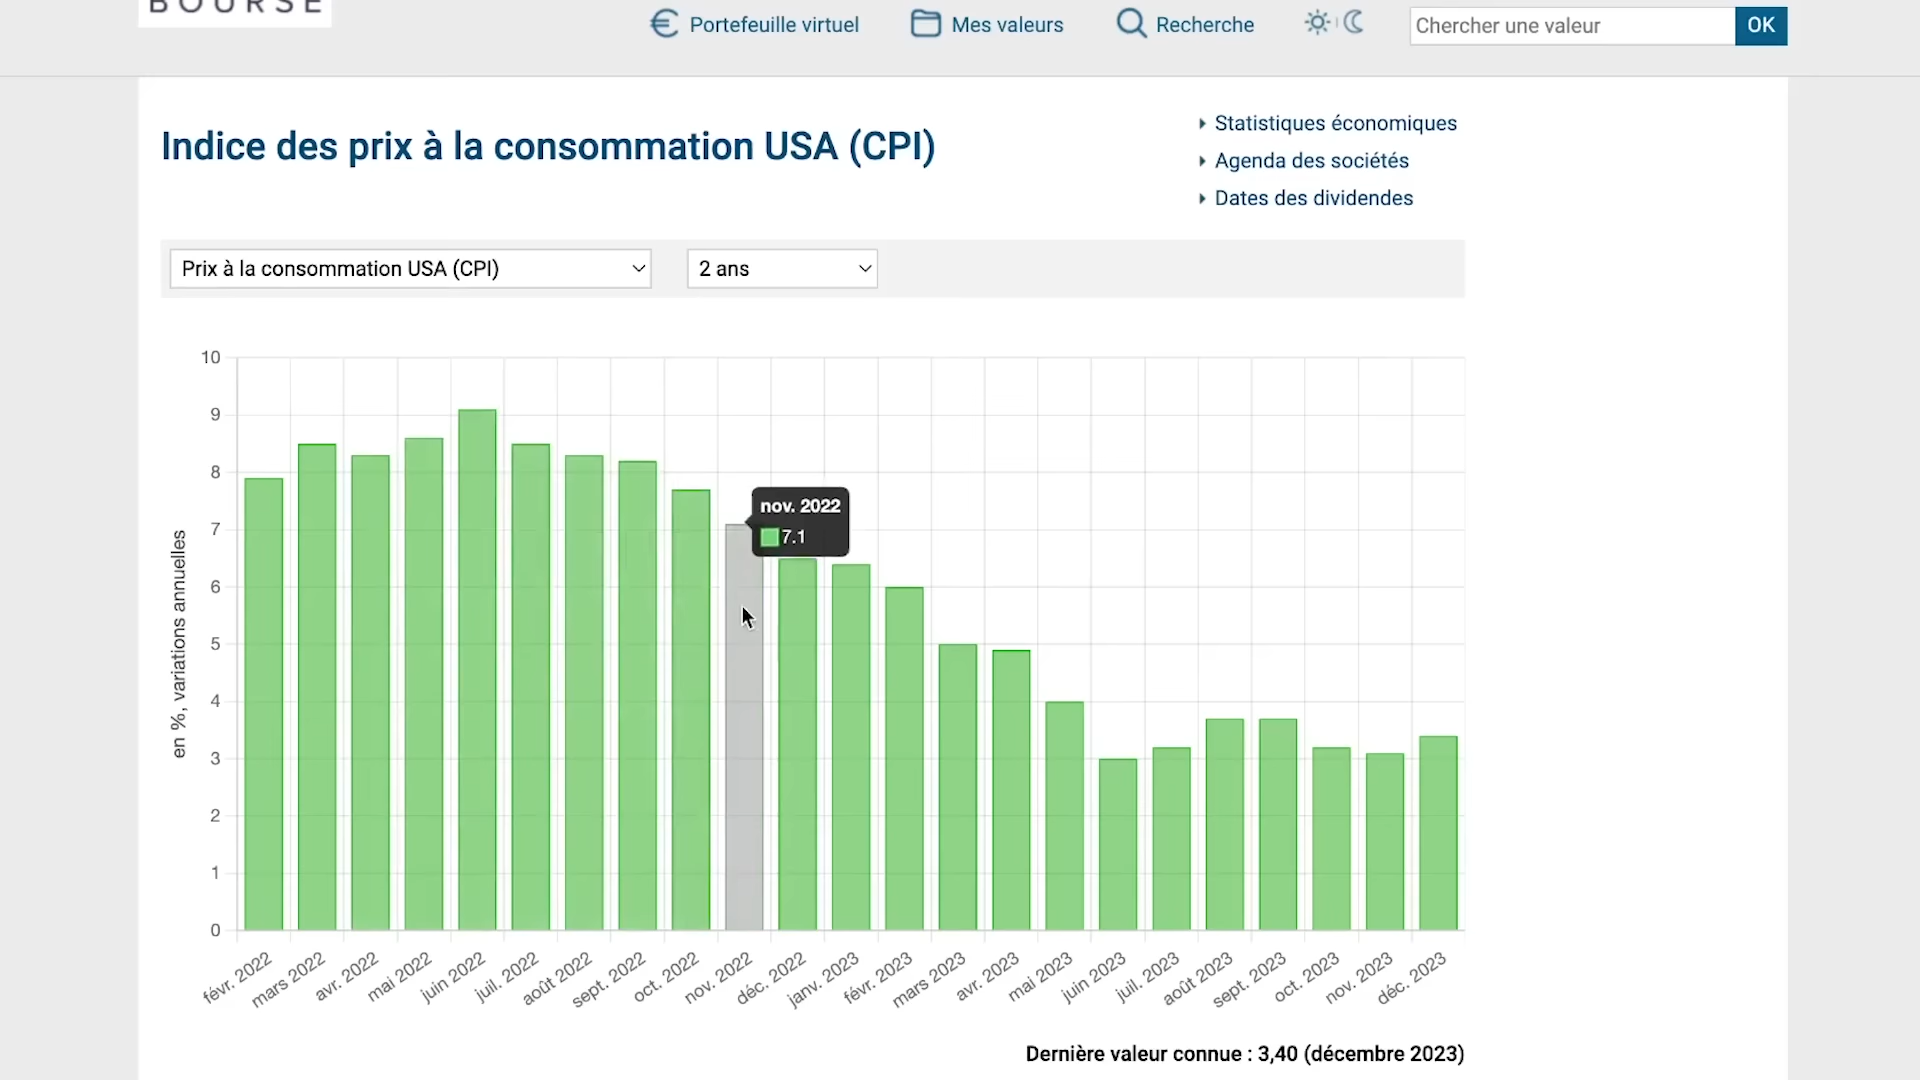 BOURSE
Portefeuille virtuel
Mes valeurs
Recherche
Chercher une valeur
OK
Indice des prix à la consommation USA (CPI)
Statistiques économiques
Agenda des sociétés
Dates des dividendes
Prix à la consommation USA (CPI)
2 ans
en %, variations annuelles
10
9
8
7
6
5
4
3
2
1
0
nov. 2022
7.1
févr. 2022
mars 2022
avr. 2022
mai 2022
juin 2022
juil. 2022
août 2022
sept. 2022
oct. 2022
nov. 2022
déc. 2022
janv. 2023
févr. 2023
mars 2023
avr. 2023
mai 2023
juin 2023
juil. 2023
août 2023
sept. 2023
oct. 2023
nov. 2023
déc. 2023
Dernière valeur connue : 3,40 (décembre 2023)